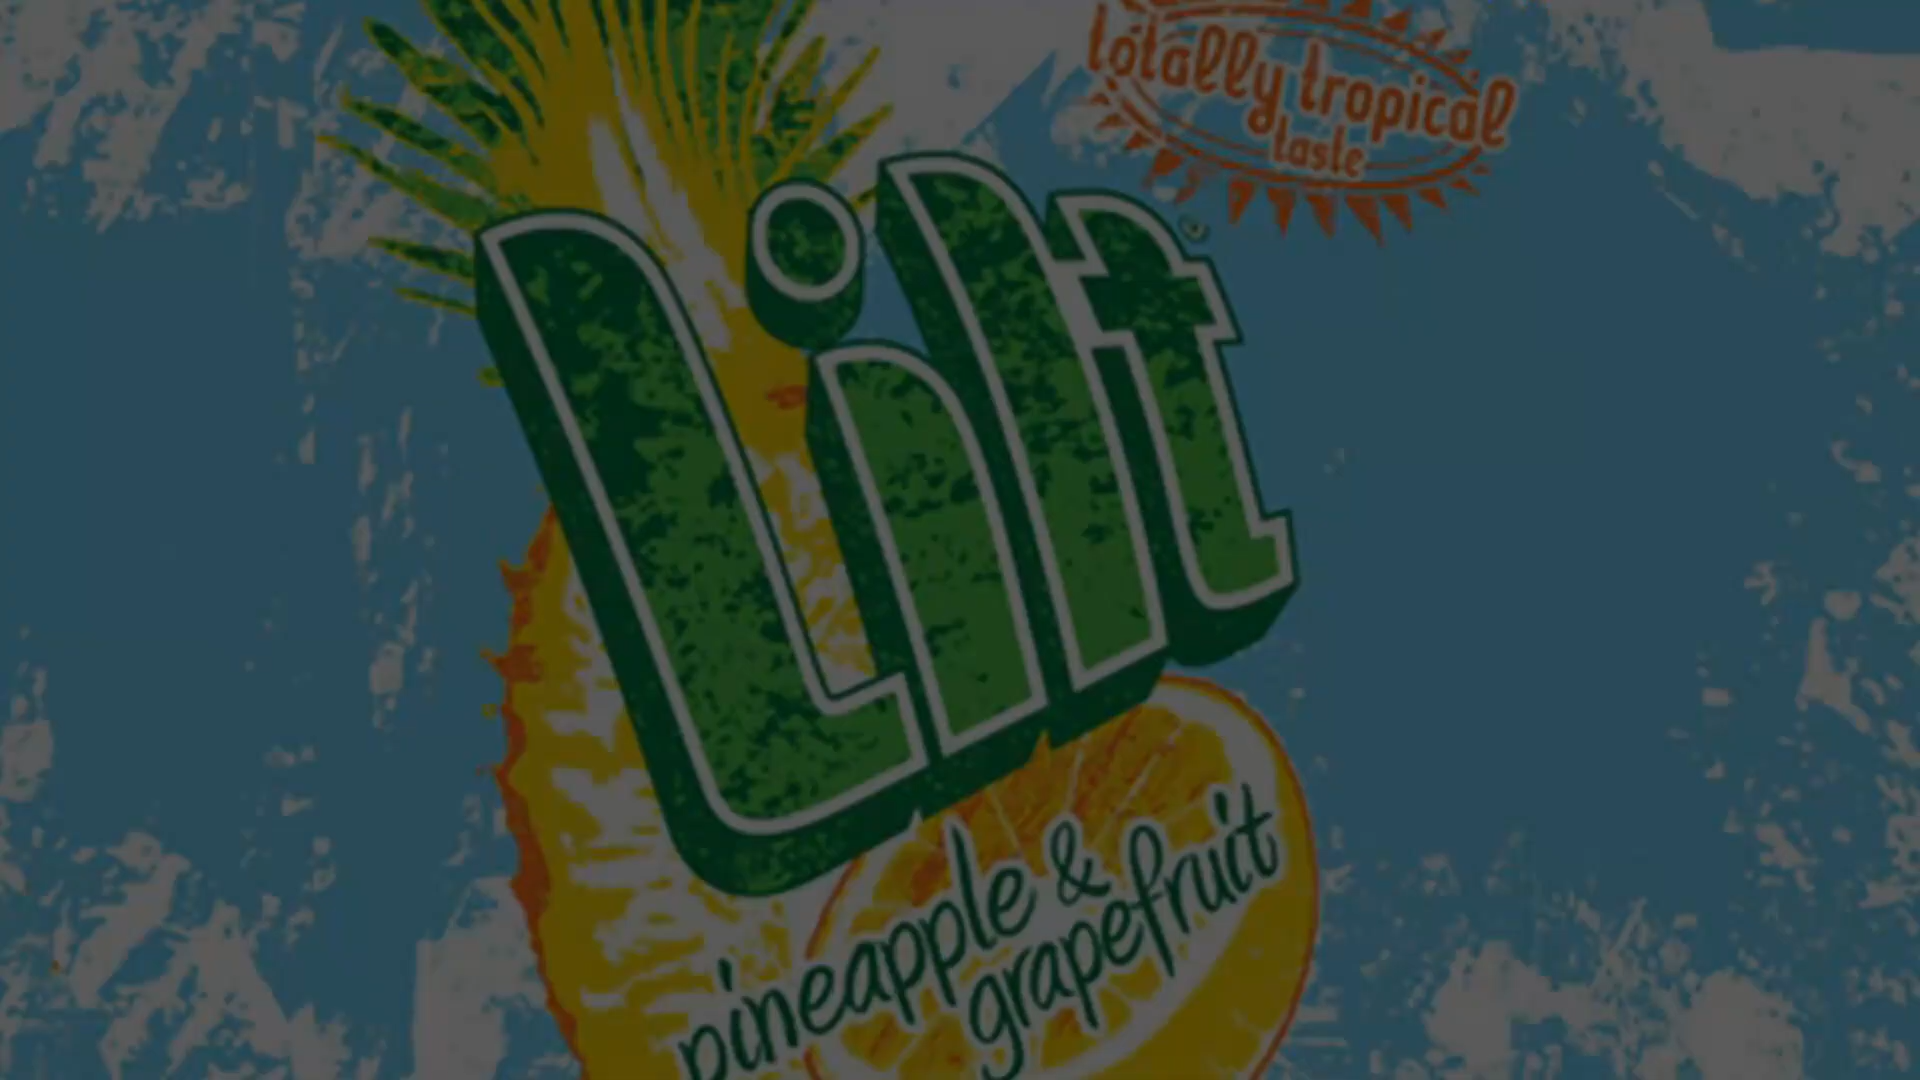 totally tropical
taste
Lilt
pineapple &
grapefruit